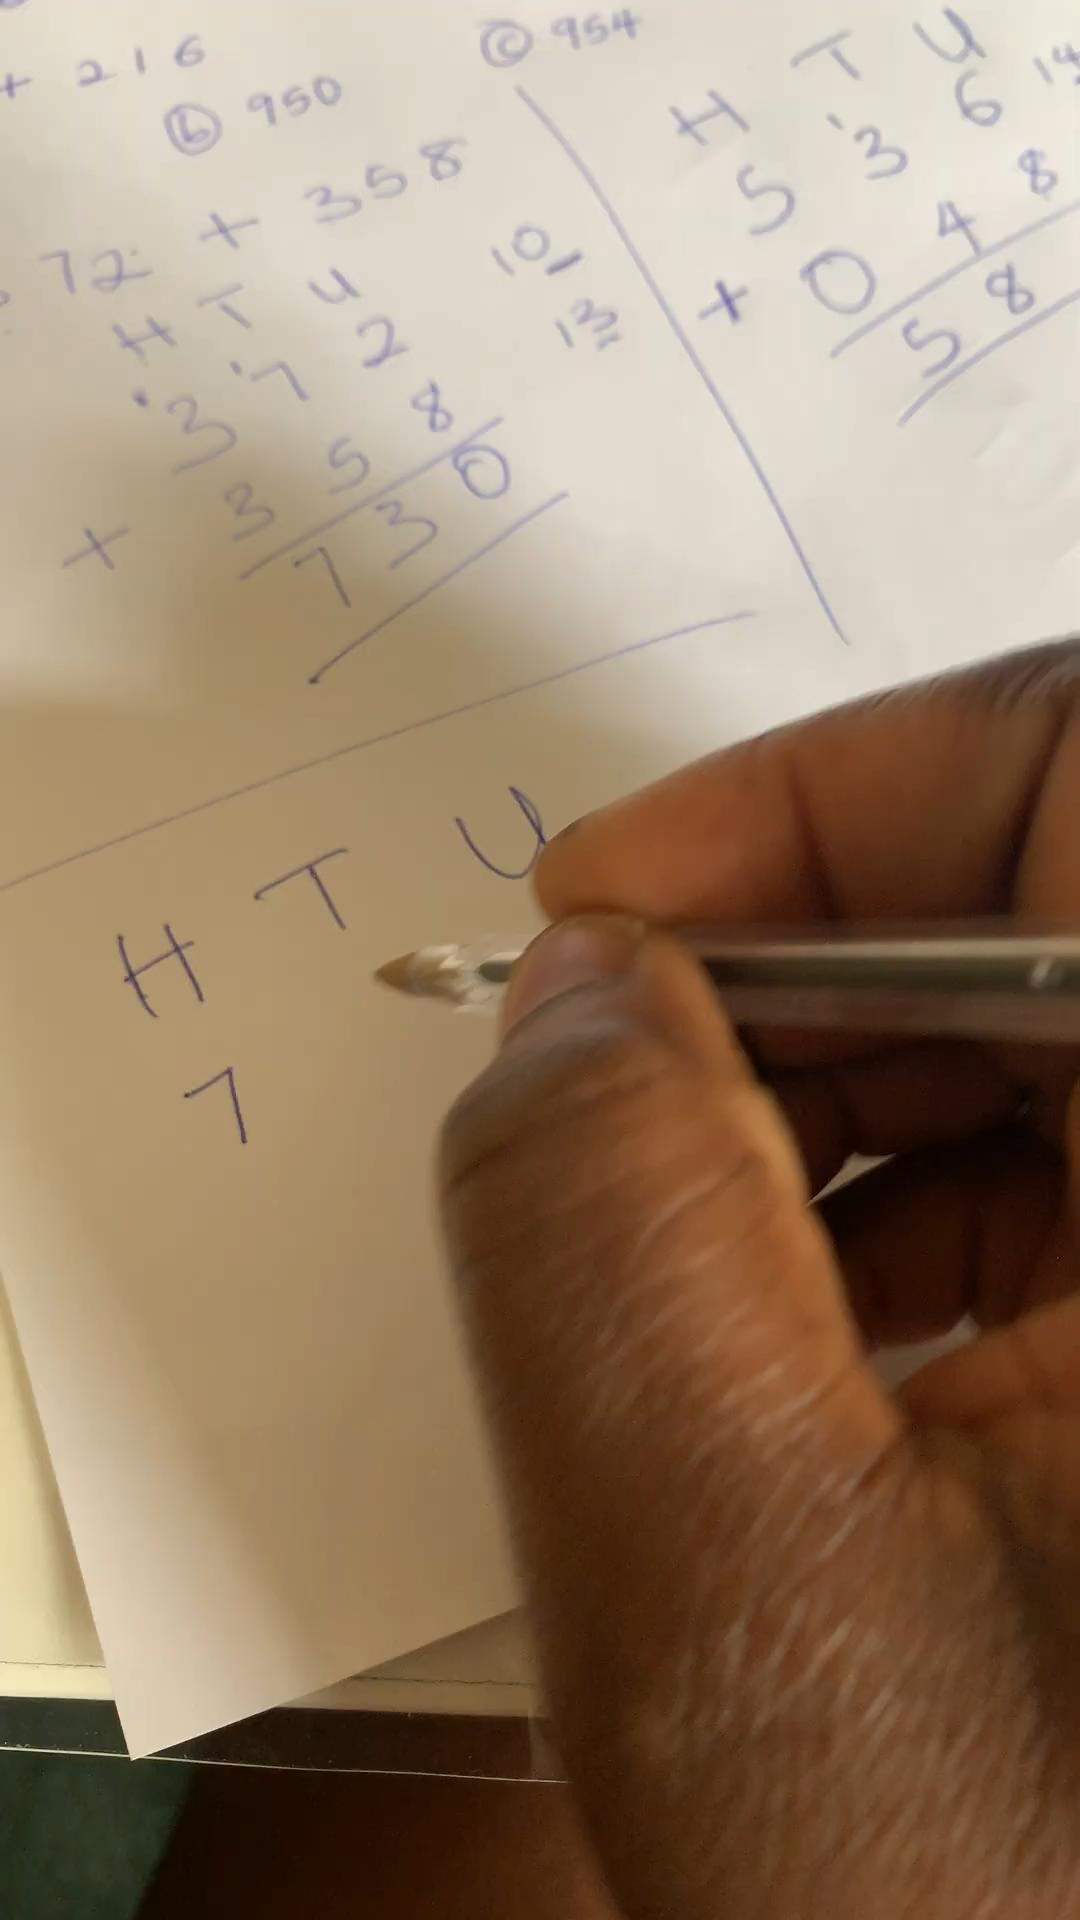 + 216
ⓑ 950
ⓒ 954
72 + 358
H T U
3 7 2
+ 3 5 8
7 3 0
10
13
H T U
5 3 6
+ 0 4 8
5 8
14
H T U
7